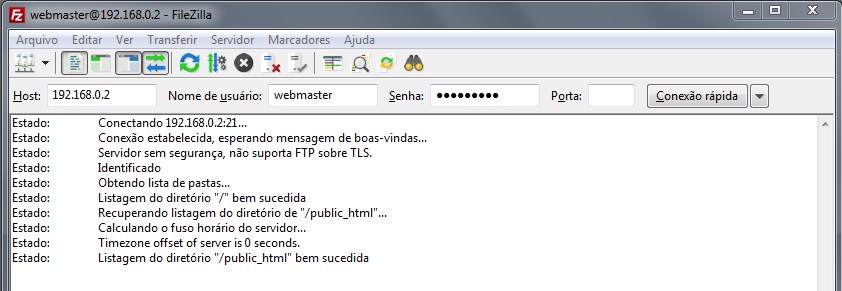 webmaster@192.168.0.2 - FileZilla
Arquivo Editar Ver Transferir Servidor Marcadores Ajuda
Host: 192.168.0.2 Nome de usuário: webmaster Senha: ●●●●●●●●● Porta: Conexão rápida
Estado: Conectando 192.168.0.2:21...
Estado: Conexão estabelecida, esperando mensagem de boas-vindas...
Estado: Servidor sem segurança, não suporta FTP sobre TLS.
Estado: Identificado
Estado: Obtendo lista de pastas...
Estado: Listagem do diretório "/" bem sucedida
Estado: Recuperando listagem do diretório de "/public_html"...
Estado: Calculando o fuso horário do servidor...
Estado: Timezone offset of server is 0 seconds.
Estado: Listagem do diretório "/public_html" bem sucedida